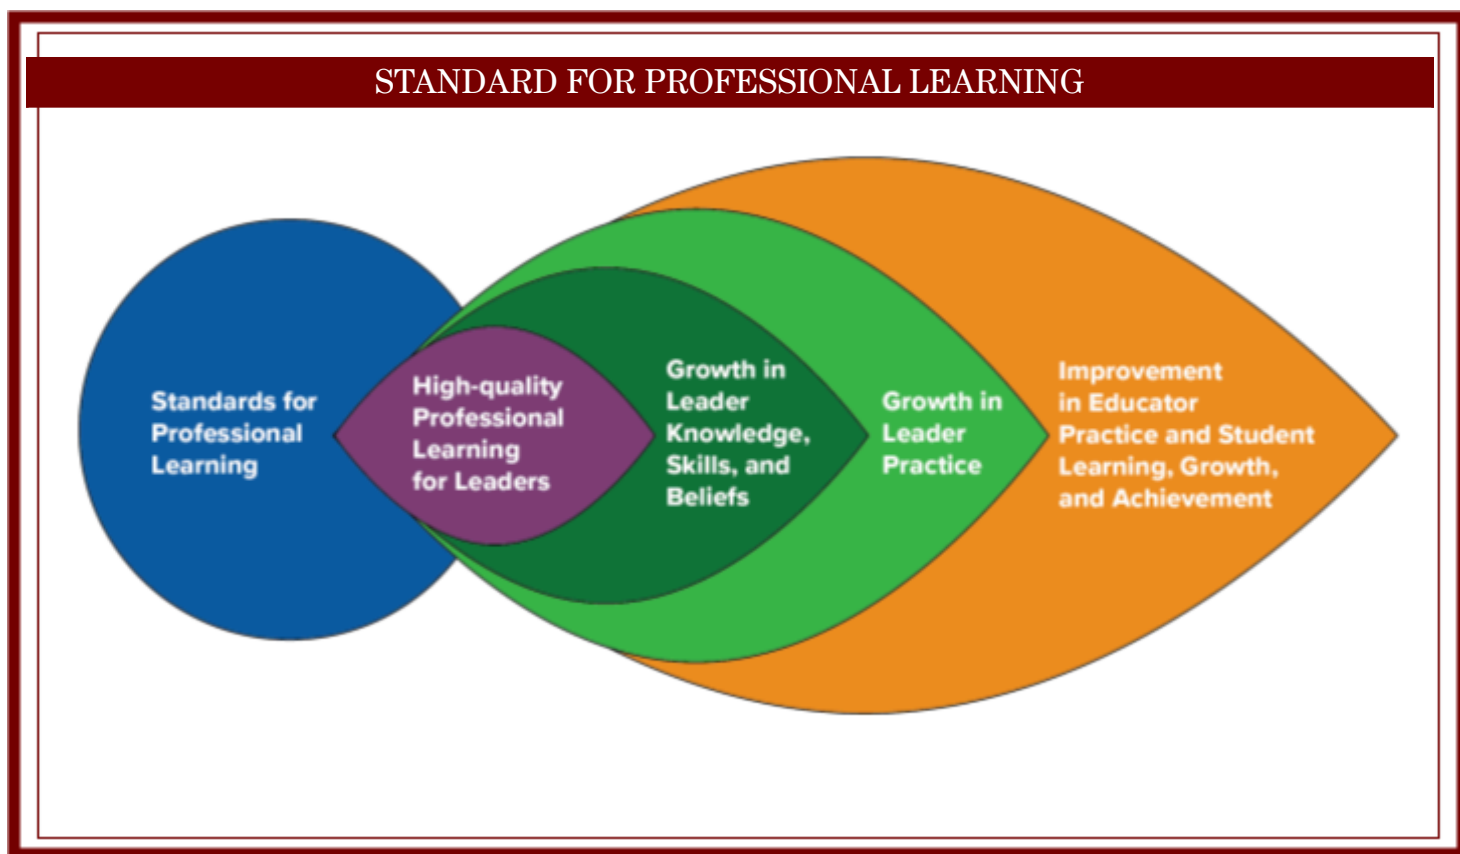 STANDARD FOR PROFESSIONAL LEARNING
Standards for
Professional
Learning
High-quality
Professional
Learning
for Leaders
Growth in
Leader
Knowledge,
Skills, and
Beliefs
Growth in
Leader
Practice
Improvement
in Educator
Practice and Student
Learning, Growth,
and Achievement